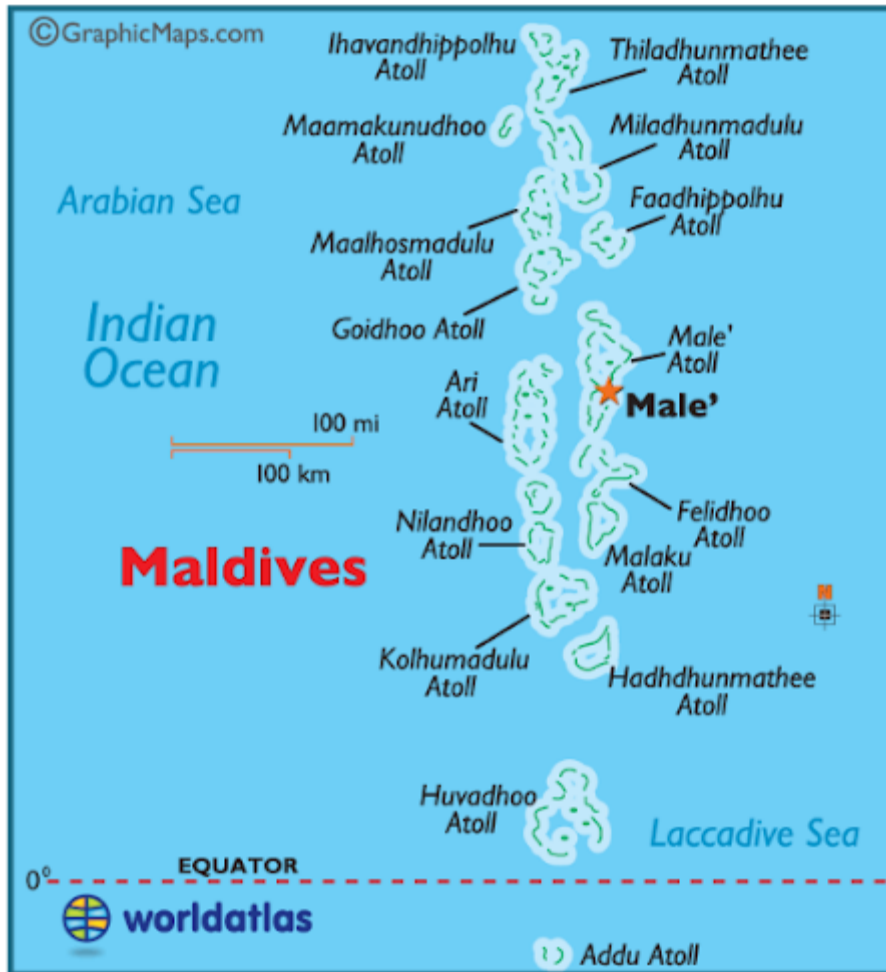 ©GraphicMaps.com
Ihavandhippolhu
Atoll
Thiladhunmathee
Atoll
Maamakunudhoo
Atoll
Miladhunmadulu
Atoll
Arabian Sea
Faadhippolhu
Atoll
Maalhosmadulu
Atoll
Goidhoo Atoll
Indian
Ocean
Male'
Atoll
Ari
Atoll
Male'
100 mi
100 km
Nilandhoo
Atoll
Felidhoo
Atoll
Malaku
Atoll
Maldives
Kolhumadulu
Atoll
Hadhdhunmathee
Atoll
Huvadhoo
Atoll
Laccadive Sea
EQUATOR
0°
worldatlas
Addu Atoll